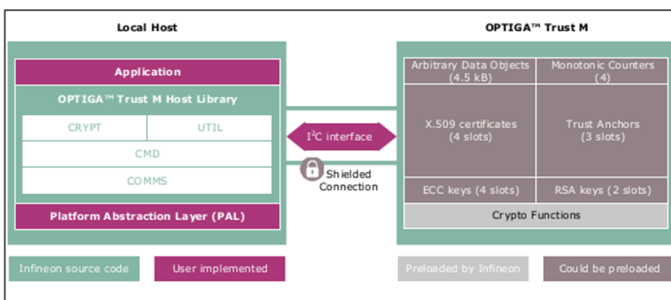 Local Host
OPTIGA™ Trust M
Application
OPTIGA™ Trust M Host Library
CRYPT
UTIL
CMD
COMMS
Platform Abstraction Layer (PAL)
I²C interface
Shielded
Connection
Arbitrary Data Objects
(4.5 kB)
Monotonic Counters
(4)
X.509 certificates
(4 slots)
Trust Anchors
(3 slots)
ECC keys (4 slots)
RSA keys (2 slots)
Crypto Functions
Infineon source code
User implemented
Preloaded by Infineon
Could be preloaded